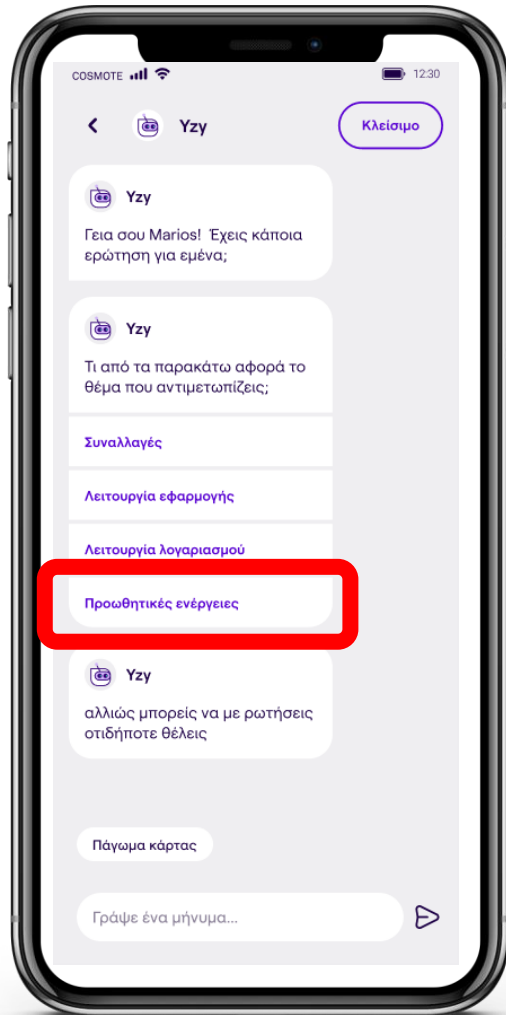 COSMOTE 12:30
Yzy Κλείσιμο
Yzy
Γεια σου Marios! Έχεις κάποια
ερώτηση για εμένα;
Yzy
Τι από τα παρακάτω αφορά το
θέμα που αντιμετωπίζεις;
Συναλλαγές
Λειτουργία εφαρμογής
Λειτουργία λογαριασμού
Προωθητικές ενέργειες
Yzy
αλλιώς μπορείς να με ρωτήσεις
οτιδήποτε θέλεις
Πάγωμα κάρτας
Γράψε ένα μήνυμα...